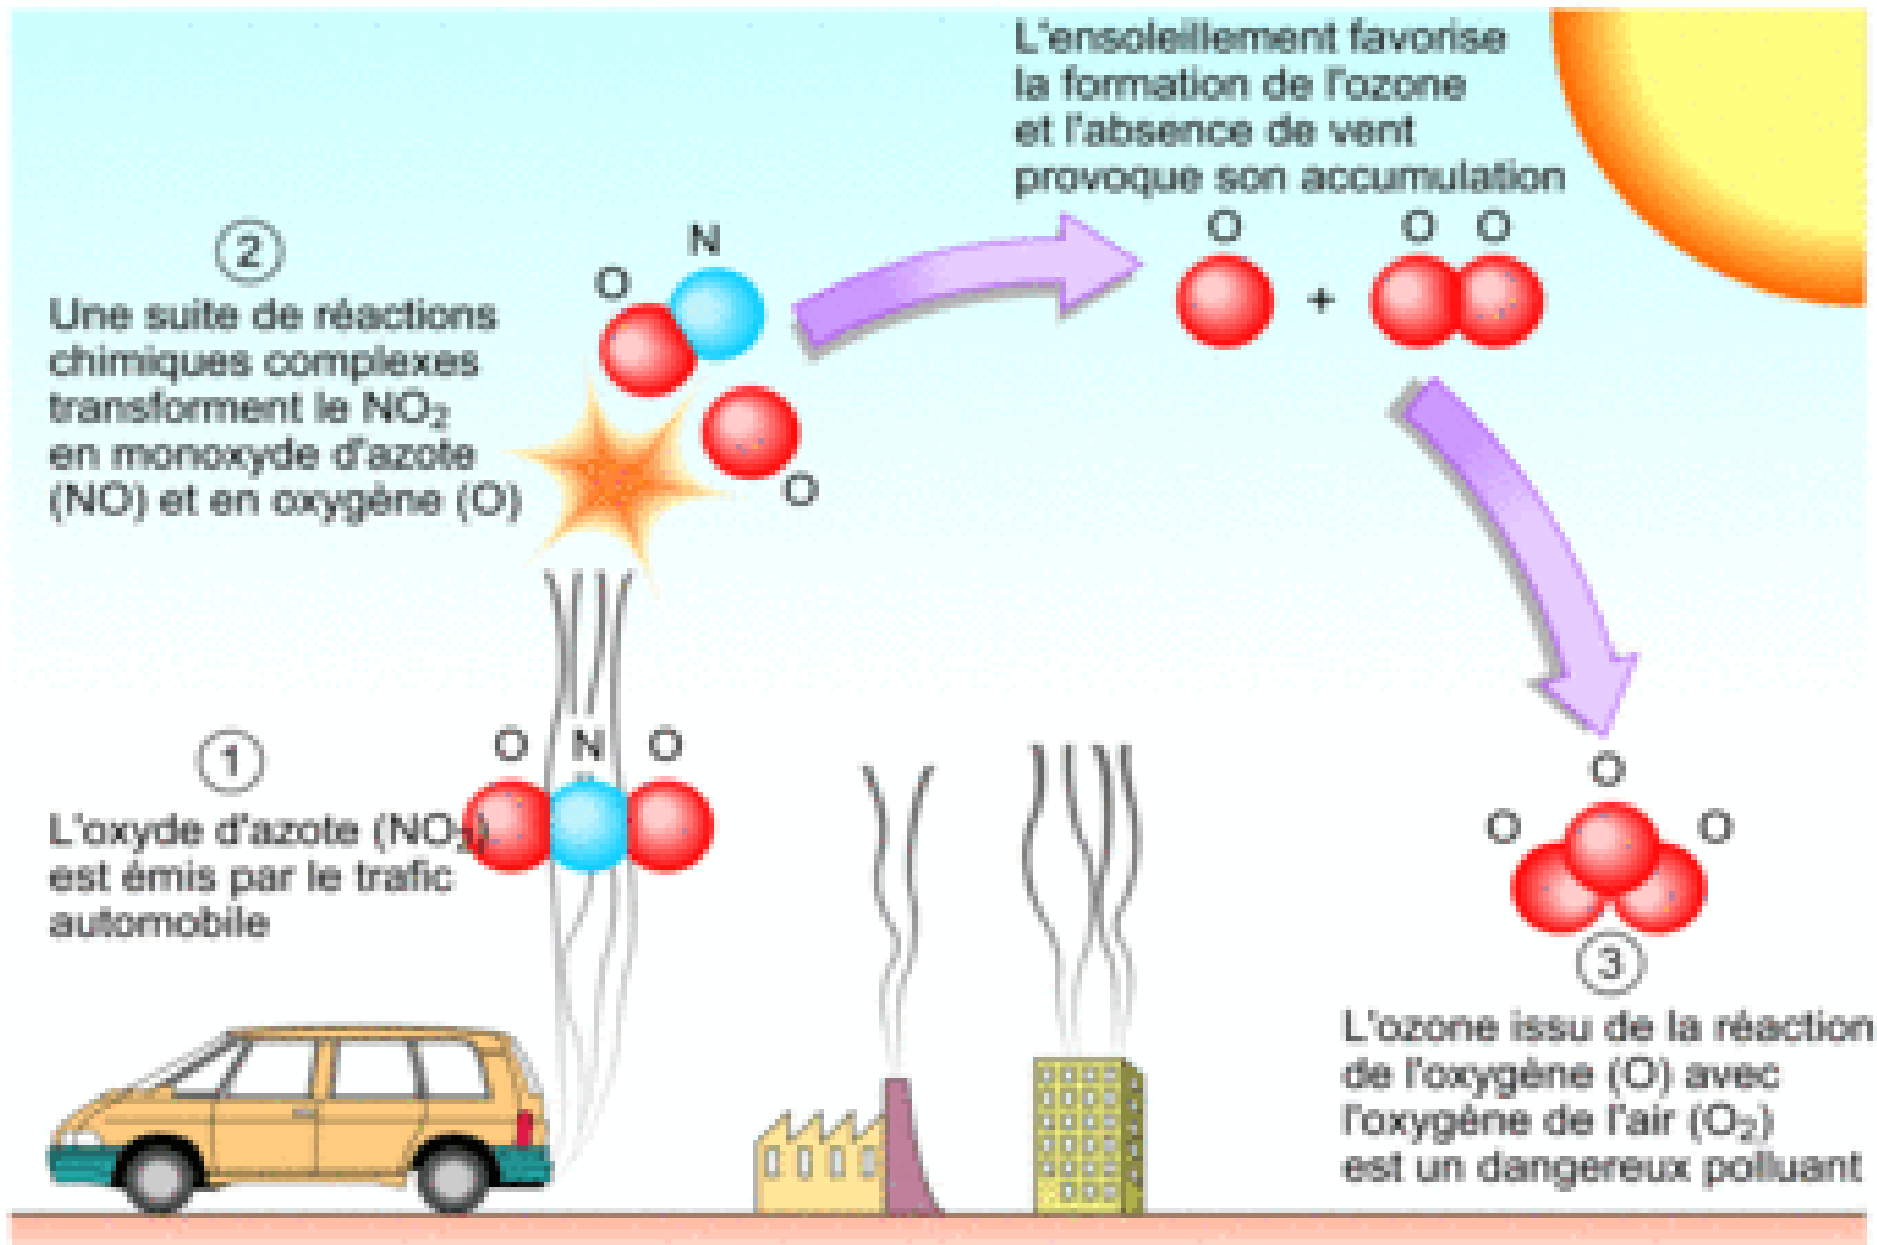 L'ensoleillement favorise
la formation de l'ozone
et l'absence de vent
provoque son accumulation
O
O O
2
Une suite de réactions
chimiques complexes
transforment le NO₂
en monoxyde d'azote
(NO) et en oxygène (O)
N
O
O
1
L'oxyde d'azote (NO₂)
est émis par le trafic
automobile
O N O
+
O
O O
3
L'ozone issu de la réaction
de l'oxygène (O) avec
l'oxygène de l'air (O₂)
est un dangereux polluant